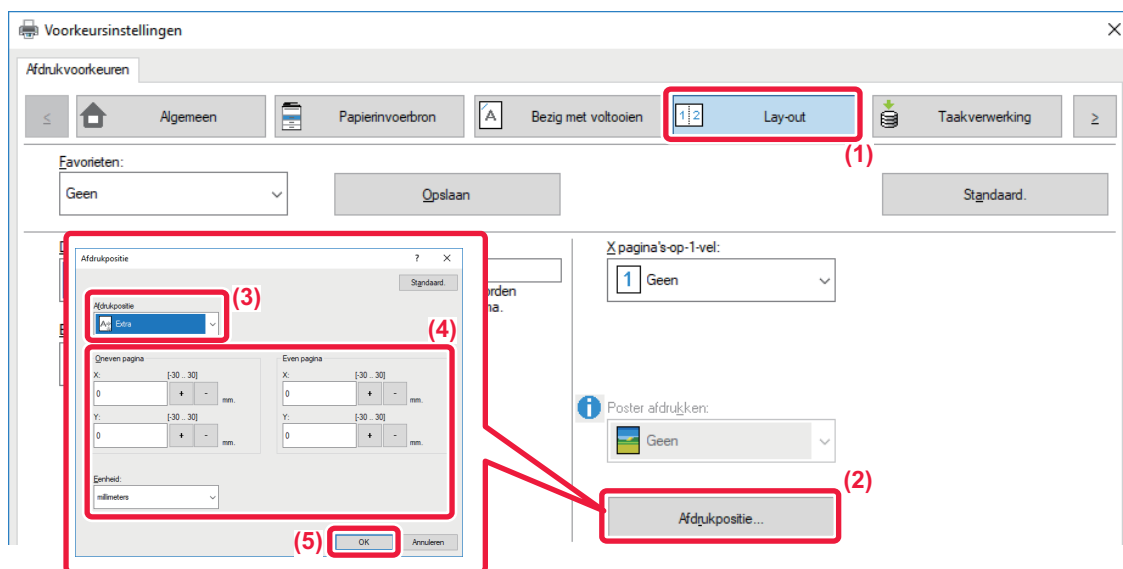 Voorkeursinstellingen
Afdrukvoorkeuren
< Algemeen Papierinvoerbron Bezig met voltooien Lay-out Taakverwerking >
(1)
Favorieten:
Geen Opslaan Standaard.
Afdrukpositie ? X
Standaard.
(3)
Afdrukpositie
Extra
(4)
Oneven pagina Even pagina
X: [-30 .. 30] X: [-30 .. 30]
0 + - mm. 0 + - mm.
Y: [-30 .. 30] Y: [-30 .. 30]
0 + - mm. 0 + - mm.
Eenheid:
millimeters
(5) OK Annuleren
orden
na.
X pagina's-op-1-vel:
1 Geen
Poster afdrukken:
Geen
(2)
Afdrukpositie...